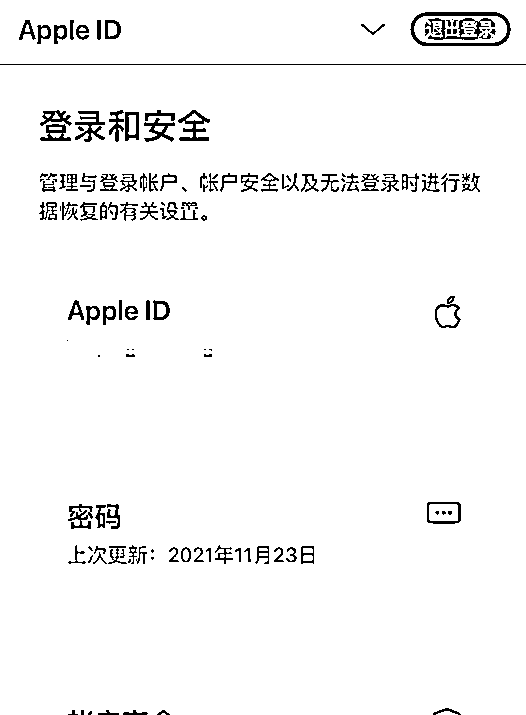 Apple ID
退出登录
登录和安全
管理与登录帐户、帐户安全以及无法登录时进行数
据恢复的有关设置。
Apple ID
密码
上次更新：2021年11月23日